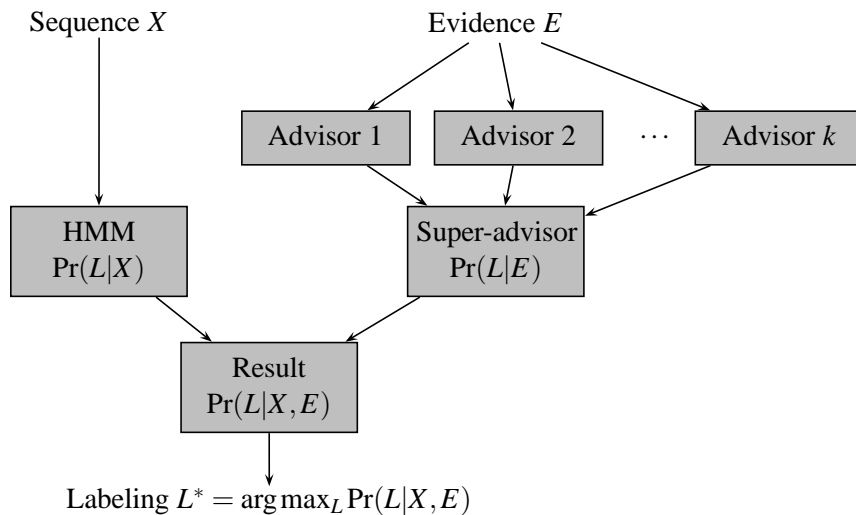 Sequence X
Evidence E
Advisor 1
Advisor 2
⋯
Advisor k
HMM
Pr(L|X)
Super-advisor
Pr(L|E)
Result
Pr(L|X,E)
Labeling L* = arg max_L Pr(L|X,E)